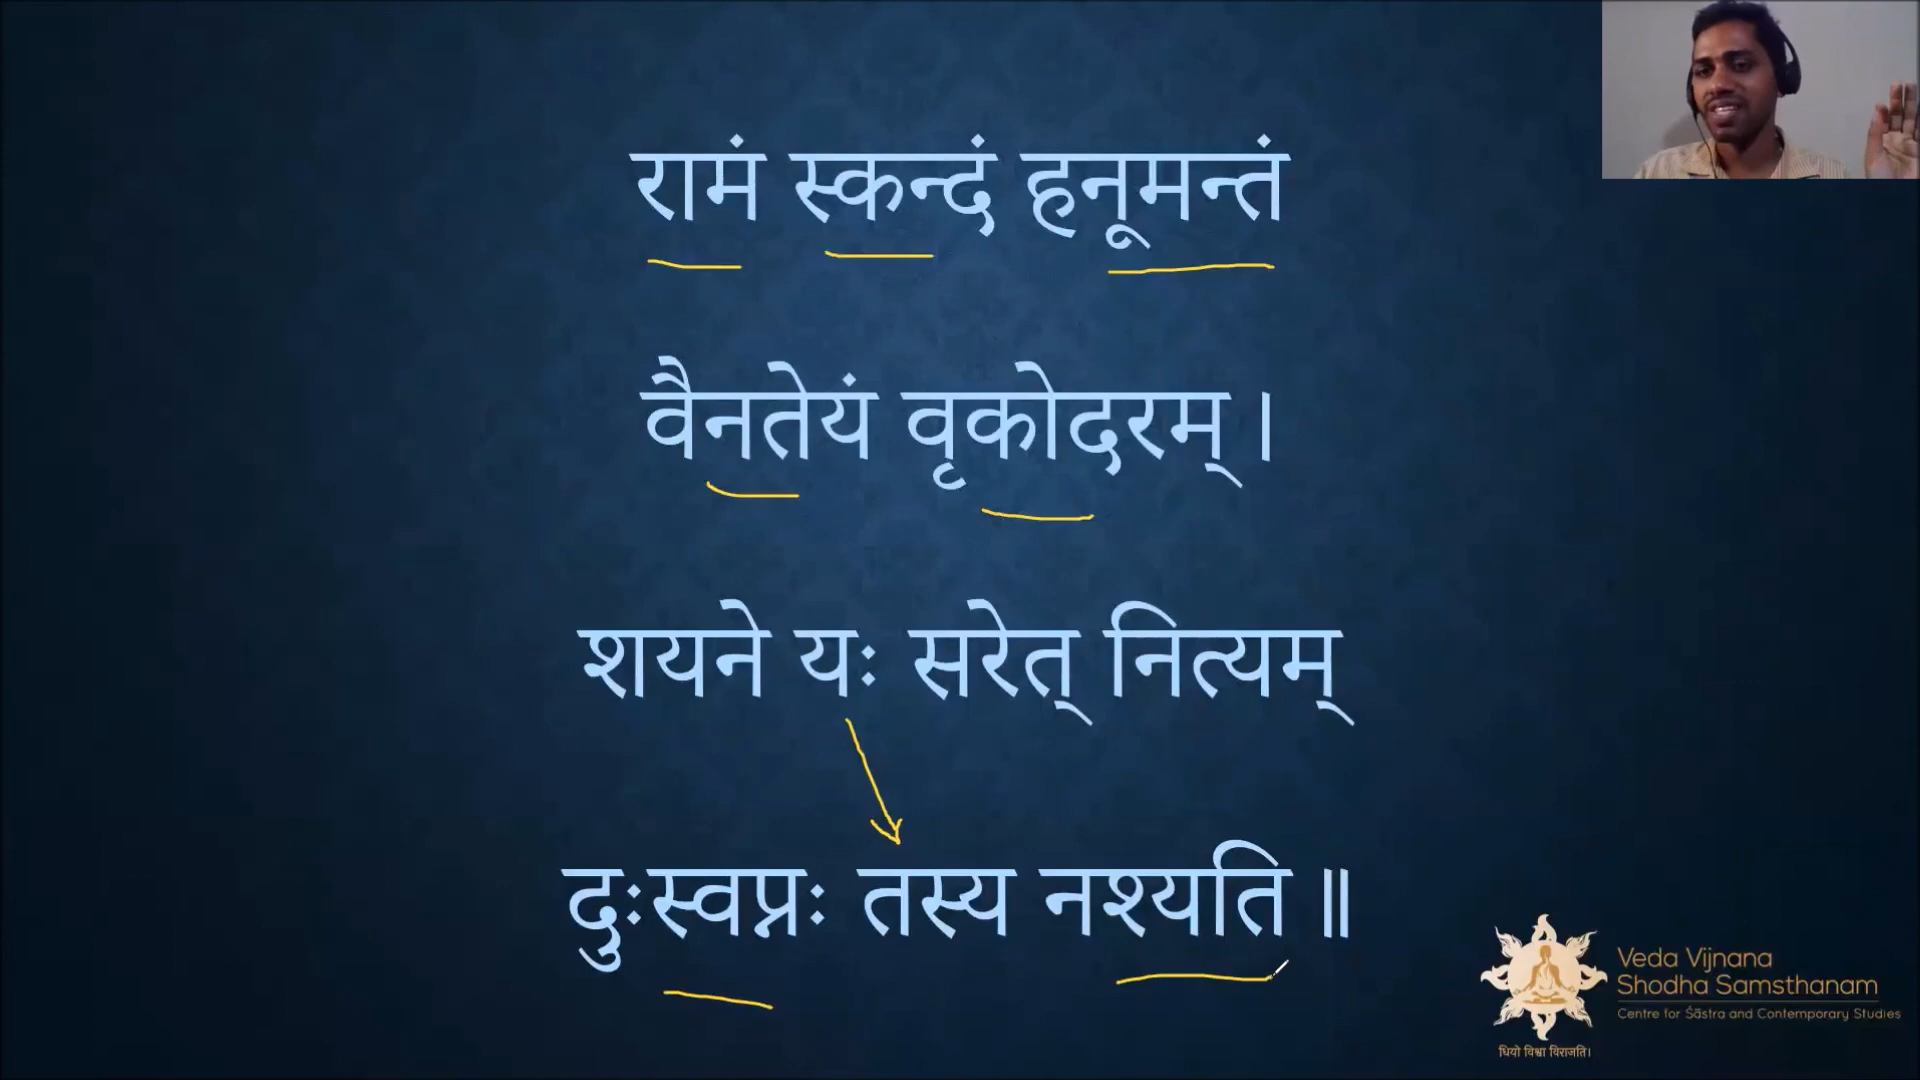 रामं स्कन्दं हनूमन्तं
वैनतेयं वृकोदरम् ।
शयने यः सरेत् नित्यम्
दुःस्वप्नः तस्य नश्यति ॥
Veda Vijnana
Shodha Samsthanam
Centre for Śāstra and Contemporary Studies
धियो विश्वा विराजति।